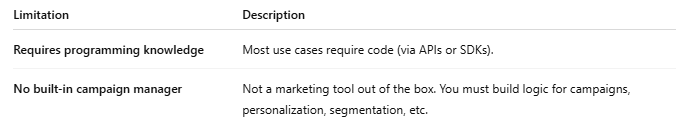 Limitation Description
Requires programming knowledge Most use cases require code (via APIs or SDKs).
No built-in campaign manager Not a marketing tool out of the box. You must build logic for campaigns,
personalization, segmentation, etc.